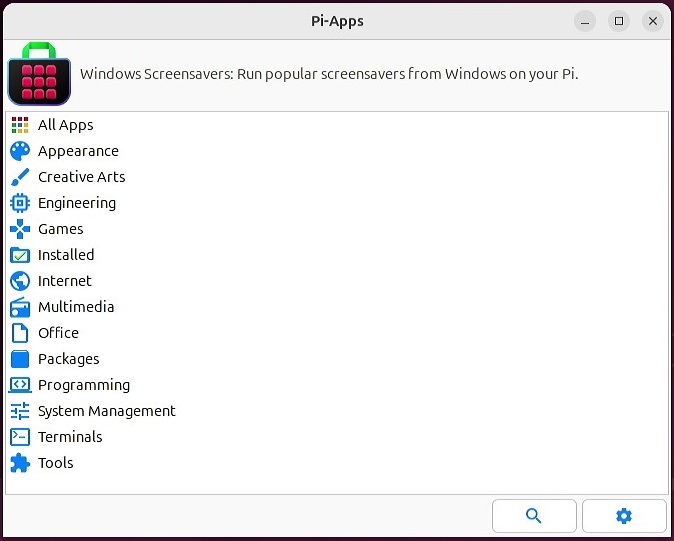 Pi-Apps
Windows Screensavers: Run popular screensavers from Windows on your Pi.
All Apps
Appearance
Creative Arts
Engineering
Games
Installed
Internet
Multimedia
Office
Packages
Programming
System Management
Terminals
Tools